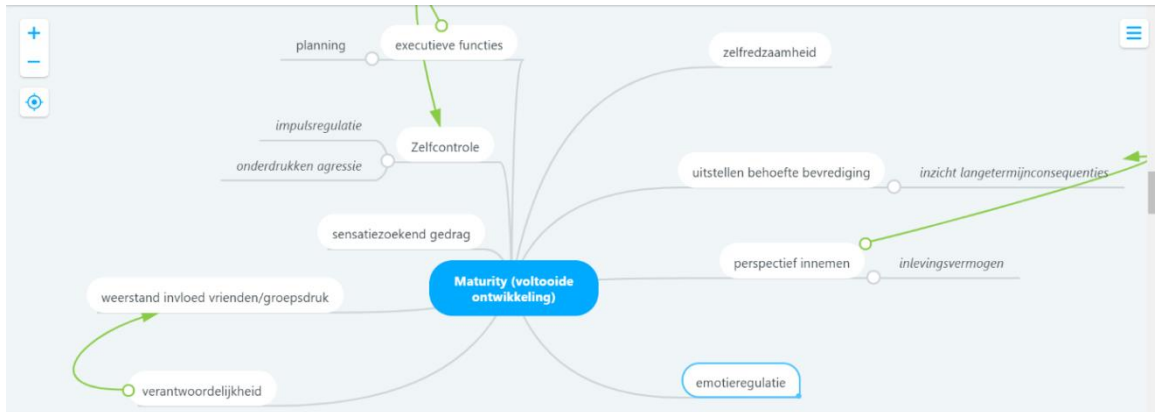 planning
executieve functies
zelfredzaamheid
impulsregulatie
Zelfcontrole
onderdrukken agressie
uitstellen behoefte bevrediging
inzicht langetermijnconsequenties
sensatiezoekend gedrag
perspectief innemen
inlevingsvermogen
Maturity (voltooide
ontwikkeling)
weerstand invloed vrienden/groepsdruk
emotieregulatie
verantwoordelijkheid